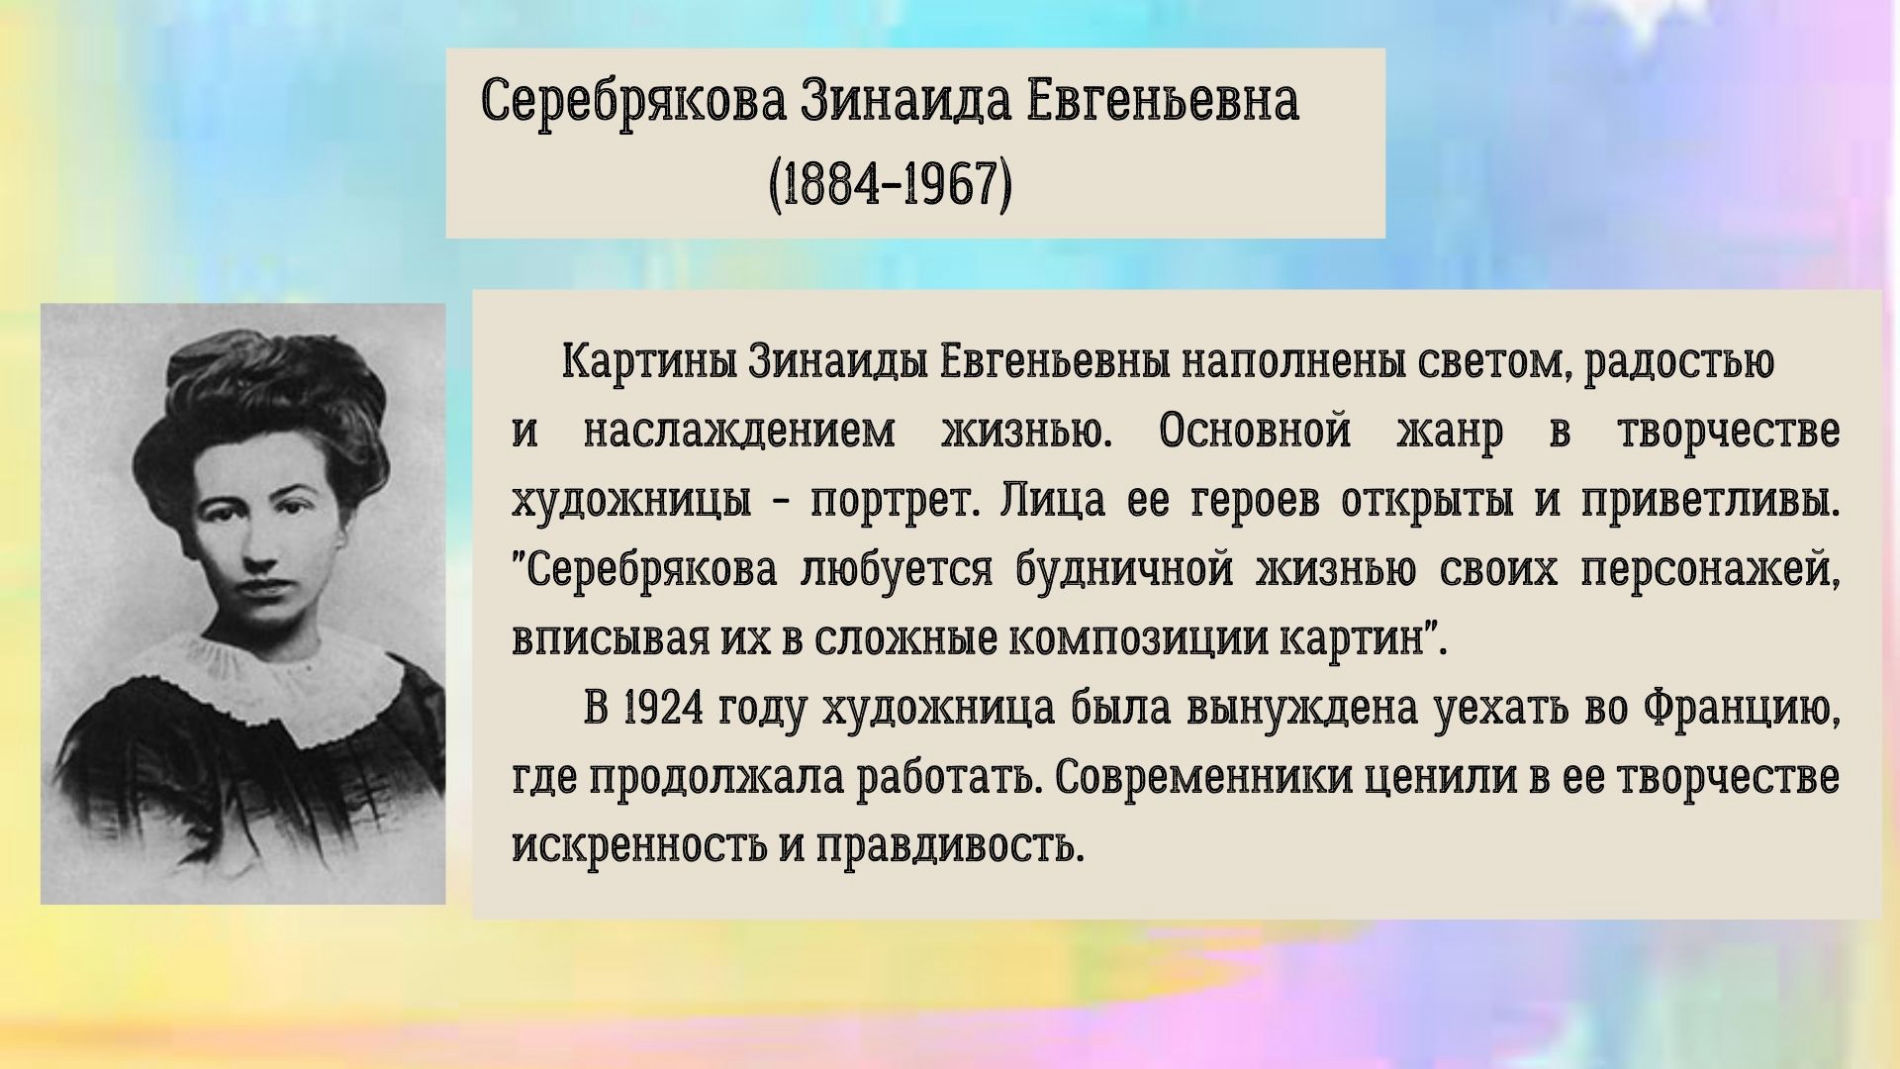 Серебрякова Зинаида Евгеньевна
(1884-1967)
Картины Зинаиды Евгеньевны наполнены светом, радостью
и наслаждением жизнью. Основной жанр в творчестве
художницы - портрет. Лица ее героев открыты и приветливы.
"Серебрякова любуется будничной жизнью своих персонажей,
вписывая их в сложные композиции картин".
В 1924 году художница была вынуждена уехать во Францию,
где продолжала работать. Современники ценили в ее творчестве
искренность и правдивость.